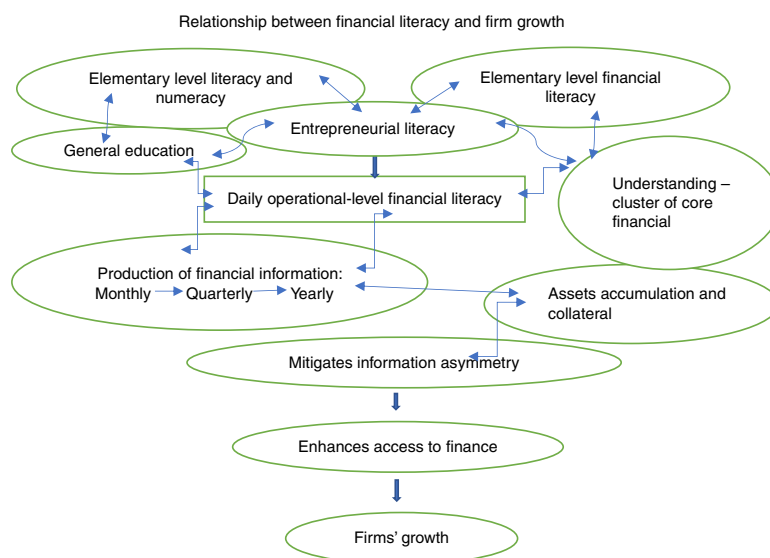 Relationship between financial literacy and firm growth
Elementary level literacy and
numeracy
Elementary level financial
literacy
Entrepreneurial literacy
General education
Understanding –
cluster of core
financial
Daily operational-level financial literacy
Production of financial information:
Monthly Quarterly Yearly
Assets accumulation and
collateral
Mitigates information asymmetry
Enhances access to finance
Firms' growth